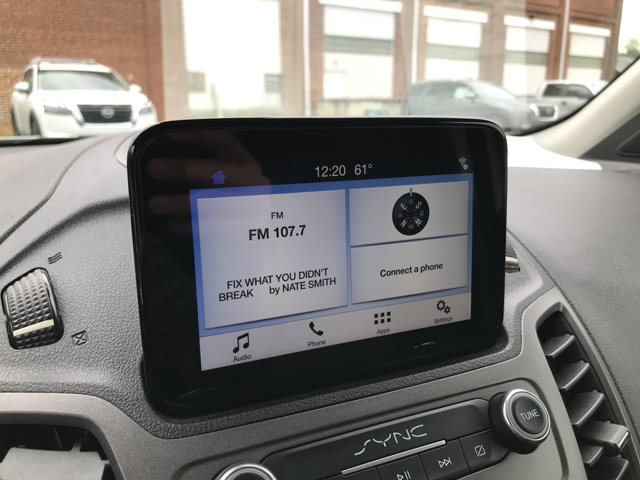 12:20 61°
FM
FM 107.7
FIX WHAT YOU DIDN'T
BREAK by NATE SMITH
Connect a phone
Audio
Phone
Apps
Settings
SYNC
TUNE